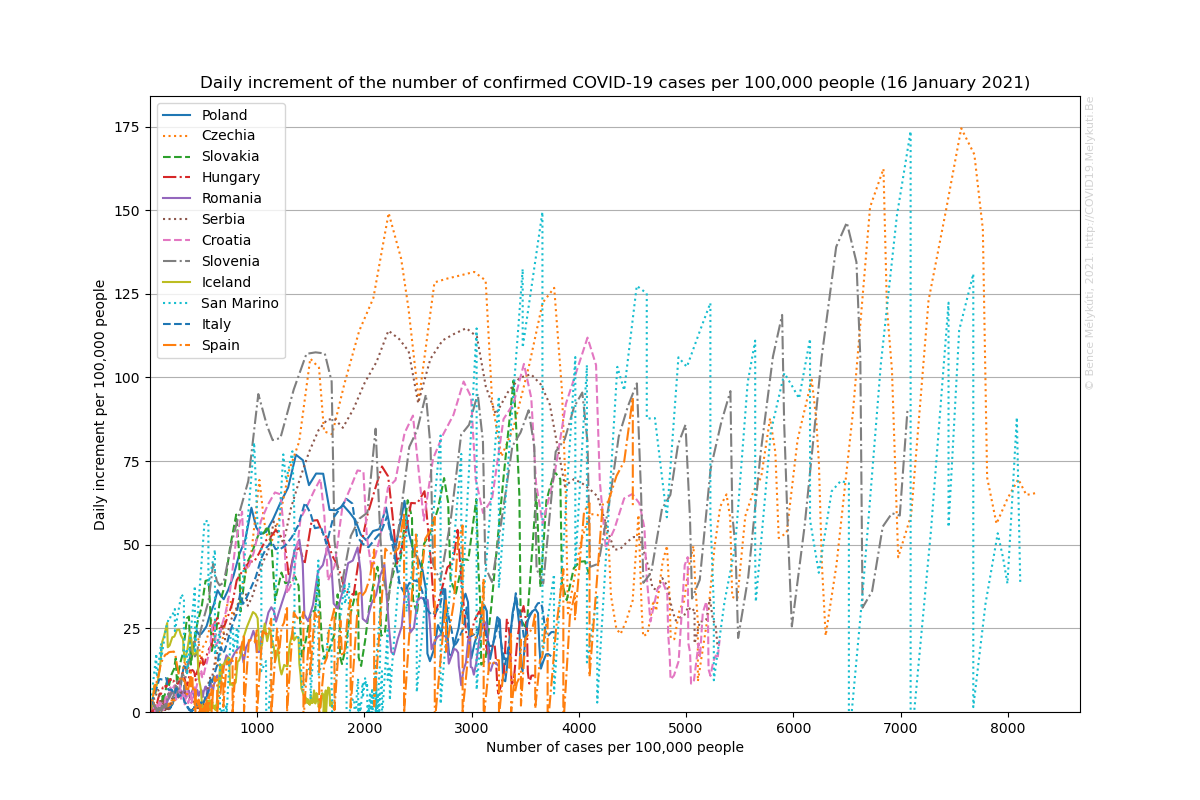 Daily increment of the number of confirmed COVID-19 cases per 100,000 people (16 January 2021)
Poland
Czechia
Slovakia
Hungary
Romania
Serbia
Croatia
Slovenia
Iceland
San Marino
Italy
Spain
175
150
125
100
75
50
25
0
Daily increment per 100,000 people
1000 2000 3000 4000 5000 6000 7000 8000
Number of cases per 100,000 people
© Bence Mélykúti, 2021 http://COVID19.Melykuti.Be